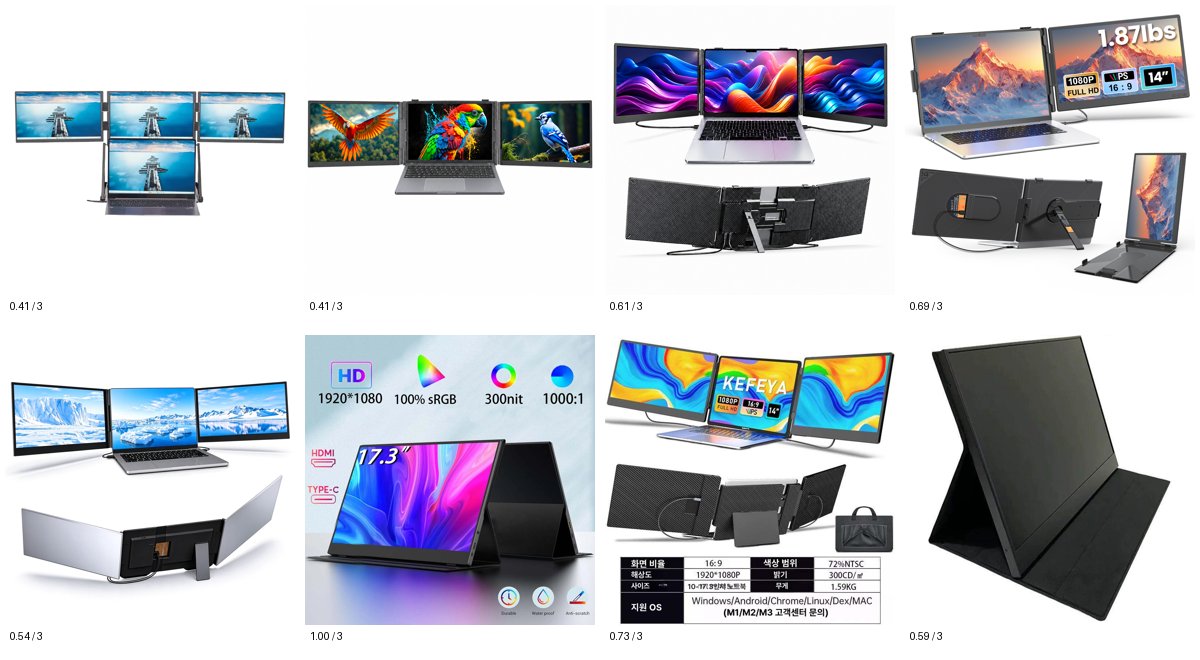 1.87lbs
1080P
FULL HD
IPS
16 : 9
14"
0.41 / 3
0.41 / 3
0.61 / 3
0.69 / 3
HD
1920*1080
100% sRGB
300nit
1000:1
HDMI
TYPE-C
17.3"
Durable
Water proof
Anti-scratch
KEFEYA
1080P
FULL HD
16:9
IPS
14"
화면 비율
16: 9
색상 범위
72%NTSC
해상도
1920*1080P
밝기
300CD/㎡
사이즈
무게
1.59KG
지원 OS
Windows/Android/Chrome/Linux/Dex/MAC
(M1/M2/M3 고객센터 문의)
0.54 / 3
1.00 / 3
0.73 / 3
0.59 / 3